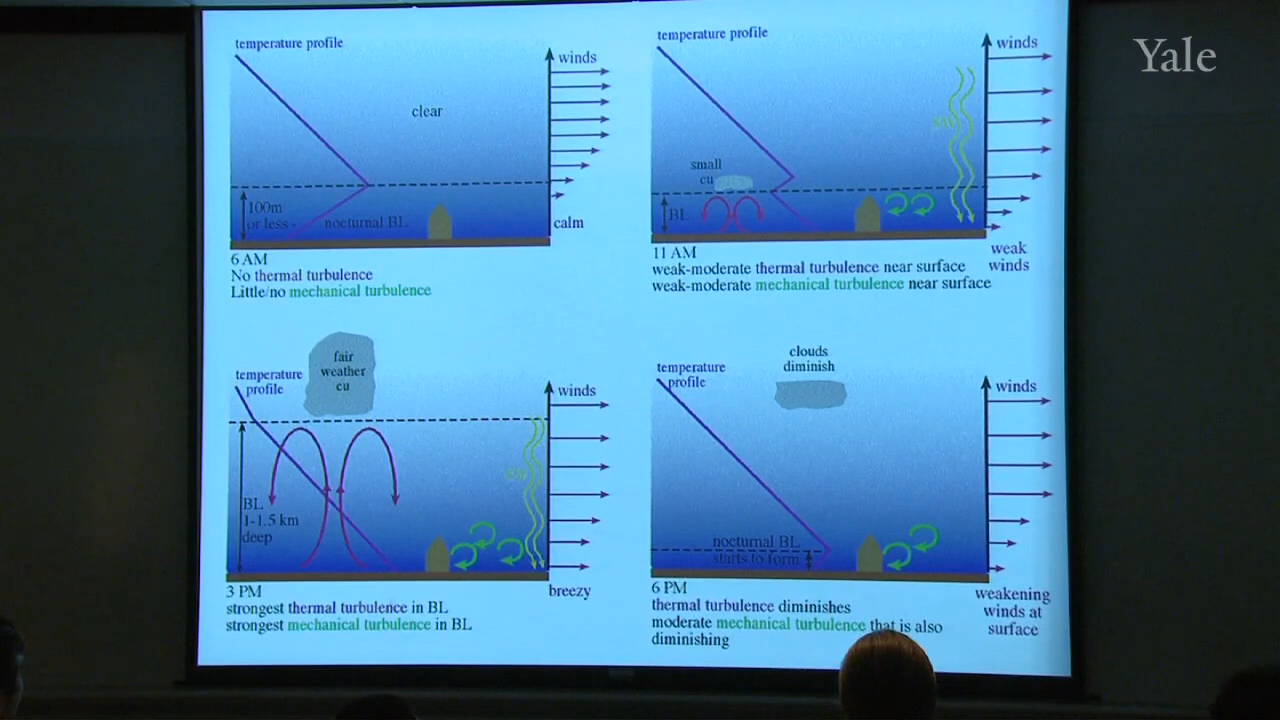 Yale
temperature profile
winds
clear
100m
or less
nocturnal BL
calm
6 AM
No thermal turbulence
Little/no mechanical turbulence
temperature profile
winds
small
cu
BL
weak
winds
11 AM
weak-moderate thermal turbulence near surface
weak-moderate mechanical turbulence near surface
fair
weather
cu
temperature
profile
winds
BL
1-1.5 km
deep
breezy
3 PM
strongest thermal turbulence in BL
strongest mechanical turbulence in BL
clouds
diminish
temperature
profile
winds
nocturnal BL
starts to form
weakening
winds at
surface
6 PM
thermal turbulence diminishes
moderate mechanical turbulence that is also
diminishing